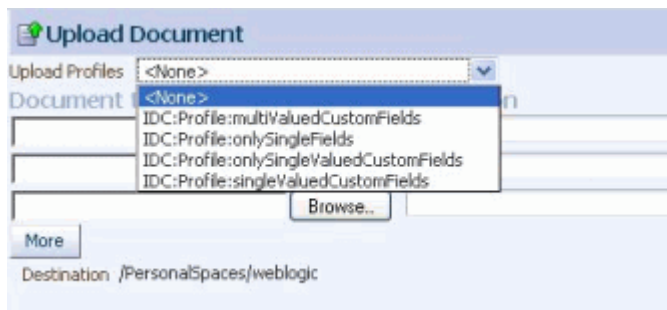 Upload Document
Upload Profiles <None>
Document
<None>
IDC:Profile:multiValuedCustomFields
IDC:Profile:onlySingleFields
IDC:Profile:onlySingleValuedCustomFields
IDC:Profile:singleValuedCustomFields
Browse..
More
Destination /PersonalSpaces/weblogic